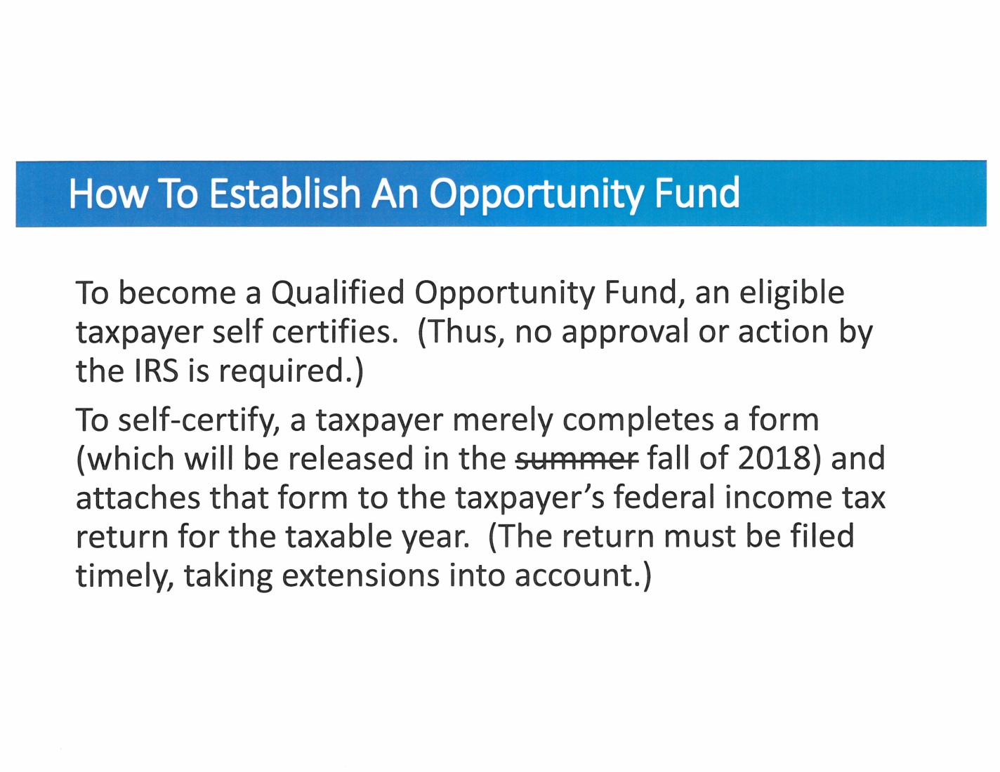 How To Establish An Opportunity Fund
To become a Qualified Opportunity Fund, an eligible
taxpayer self certifies.  (Thus, no approval or action by
the IRS is required.)
To self-certify, a taxpayer merely completes a form
(which will be released in the summer fall of 2018) and
attaches that form to the taxpayer’s federal income tax
return for the taxable year.  (The return must be filed
timely, taking extensions into account.)